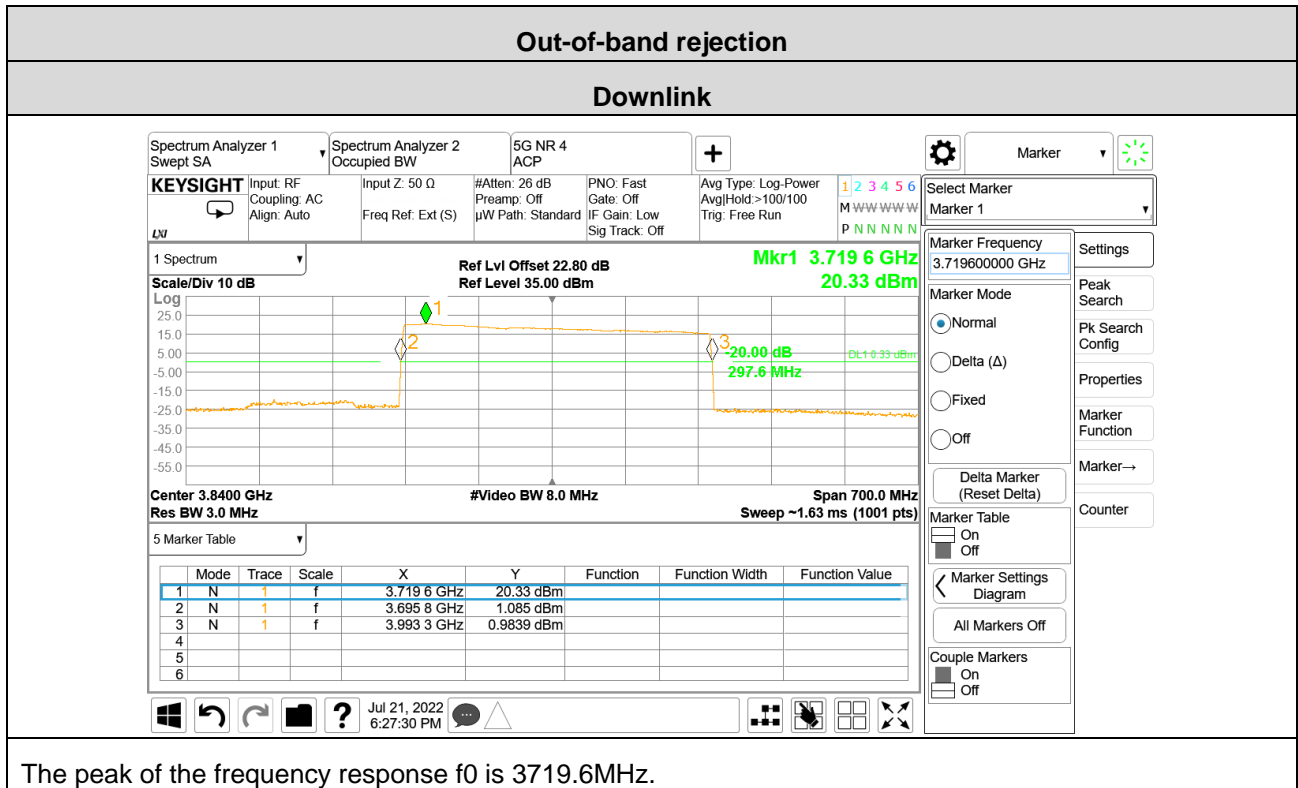 Out-of-band rejection
Downlink
Spectrum Analyzer 1
Swept SA
Spectrum Analyzer 2
Occupied BW
5G NR 4
ACP
Marker
KEYSIGHT
LXI
Input: RF
Coupling: AC
Align: Auto
Input Z: 50 Ω
Freq Ref: Ext (S)
#Atten: 26 dB
Preamp: Off
µW Path: Standard
PNO: Fast
Gate: Off
IF Gain: Low
Sig Track: Off
Avg Type: Log-Power
Avg|Hold:>100/100
Trig: Free Run
1 2 3 4 5 6
M W W W W W
P N N N N N
Select Marker
Marker 1
1 Spectrum
Scale/Div 10 dB
Ref Lvl Offset 22.80 dB
Ref Level 35.00 dBm
Mkr1 3.719 6 GHz
20.33 dBm
Log
25.0
15.0
5.00
-5.00
-15.0
-25.0
-35.0
-45.0
-55.0
1
2
3
-20.00 dB
297.6 MHz
DL1 0.33 dBm
Center 3.8400 GHz
Res BW 3.0 MHz
#Video BW 8.0 MHz
Span 700.0 MHz
Sweep ~1.63 ms (1001 pts)
5 Marker Table
Mode Trace Scale X Y Function Function Width Function Value
1 N 1 f 3.719 6 GHz 20.33 dBm
2 N 1 f 3.695 8 GHz 1.085 dBm
3 N 1 f 3.993 3 GHz 0.9839 dBm
4
5
6
Marker Frequency
3.719600000 GHz
Marker Mode
Normal
Delta (Δ)
Fixed
Off
Delta Marker
(Reset Delta)
Marker Table
On
Off
Marker Settings
Diagram
All Markers Off
Couple Markers
On
Off
Settings
Peak
Search
Pk Search
Config
Properties
Marker
Function
Marker→
Counter
?
Jul 21, 2022
6:27:30 PM
The peak of the frequency response f0 is 3719.6MHz.